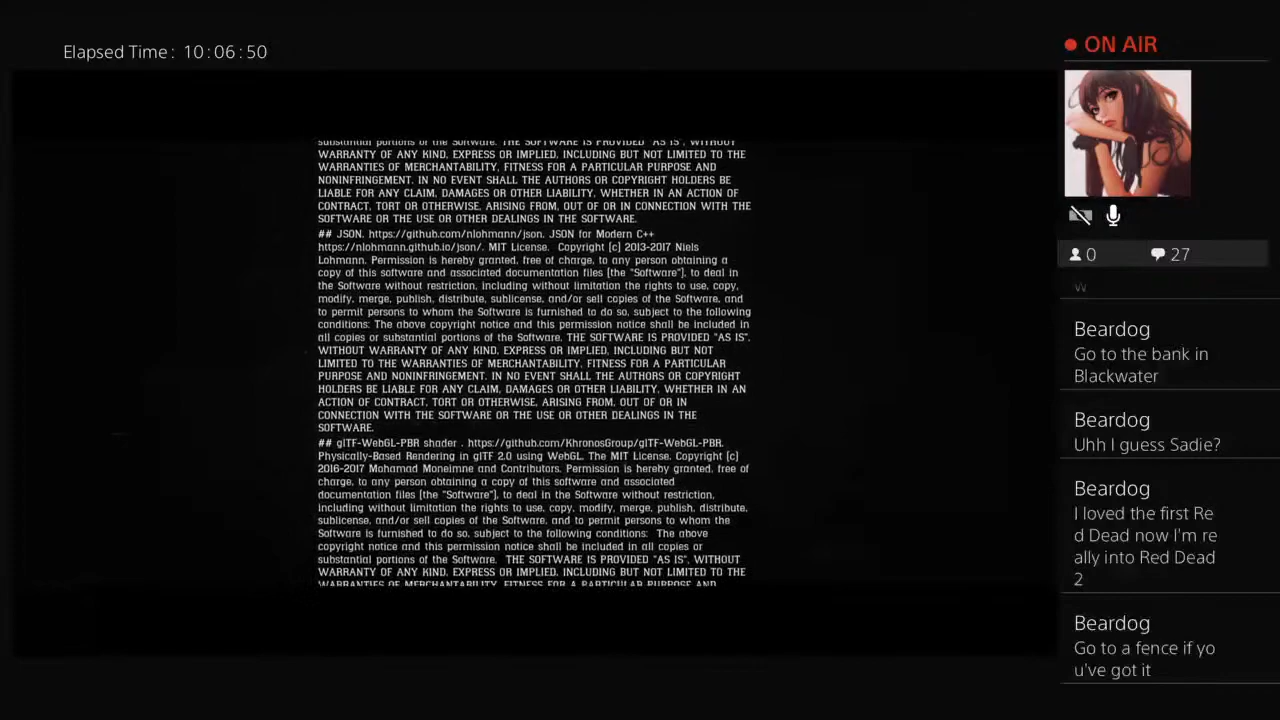 Elapsed Time: 10:06:50
ON AIR
substantial portions of the Software. THE SOFTWARE IS PROVIDED "AS IS", WITHOUT
WARRANTY OF ANY KIND, EXPRESS OR IMPLIED, INCLUDING BUT NOT LIMITED TO THE
WARRANTIES OF MERCHANTABILITY, FITNESS FOR A PARTICULAR PURPOSE AND
NONINFRINGEMENT. IN NO EVENT SHALL THE AUTHORS OR COPYRIGHT HOLDERS BE
LIABLE FOR ANY CLAIM, DAMAGES OR OTHER LIABILITY, WHETHER IN AN ACTION OF
CONTRACT, TORT OR OTHERWISE, ARISING FROM, OUT OF OR IN CONNECTION WITH THE
SOFTWARE OR THE USE OR OTHER DEALINGS IN THE SOFTWARE.
## JSON, https://github.com/nlohmann/json. JSON for Modern C++
https://nlohmann.github.io/json/. MIT License. Copyright [c] 2013-2017 Niels
Lohmann. Permission is hereby granted, free of charge, to any person obtaining a
copy of this software and associated documentation files [the "Software"], to deal in
the Software without restriction, including without limitation the rights to use, copy,
modify, merge, publish, distribute, sublicense, and/or sell copies of the Software, and
to permit persons to whom the Software is furnished to do so, subject to the following
conditions: The above copyright notice and this permission notice shall be included in
all copies or substantial portions of the Software. THE SOFTWARE IS PROVIDED "AS IS",
WITHOUT WARRANTY OF ANY KIND, EXPRESS OR IMPLIED, INCLUDING BUT NOT
LIMITED TO THE WARRANTIES OF MERCHANTABILITY, FITNESS FOR A PARTICULAR
PURPOSE AND NONINFRINGEMENT. IN NO EVENT SHALL THE AUTHORS OR COPYRIGHT
HOLDERS BE LIABLE FOR ANY CLAIM, DAMAGES OR OTHER LIABILITY, WHETHER IN AN
ACTION OF CONTRACT, TORT OR OTHERWISE, ARISING FROM, OUT OF OR IN
CONNECTION WITH THE SOFTWARE OR THE USE OR OTHER DEALINGS IN THE
SOFTWARE.
## glTF-WebGL-PBR shader . https://github.com/KhronosGroup/glTF-WebGL-PBR.
Physically-Based Rendering in glTF 2.0 using WebGL. The MIT License. Copyright [c]
2016-2017 Mohamad Moneimne and Contributors. Permission is hereby granted, free of
charge, to any person obtaining a copy of this software and associated
documentation files [the "Software"], to deal in the Software without restriction,
including without limitation the rights to use, copy, modify, merge, publish, distribute,
sublicense, and/or sell copies of the Software, and to permit persons to whom the
Software is furnished to do so, subject to the following conditions: The above
copyright notice and this permission notice shall be included in all copies or
substantial portions of the Software. THE SOFTWARE IS PROVIDED "AS IS", WITHOUT
WARRANTY OF ANY KIND, EXPRESS OR IMPLIED, INCLUDING BUT NOT LIMITED TO THE
WARRANTIES OF MERCHANTABILITY, FITNESS FOR A PARTICULAR PURPOSE AND
0
27
w
Beardog
Go to the bank in
Blackwater
Beardog
Uhh I guess Sadie?
Beardog
I loved the first Re
d Dead now I'm re
ally into Red Dead
2
Beardog
Go to a fence if yo
u've got it